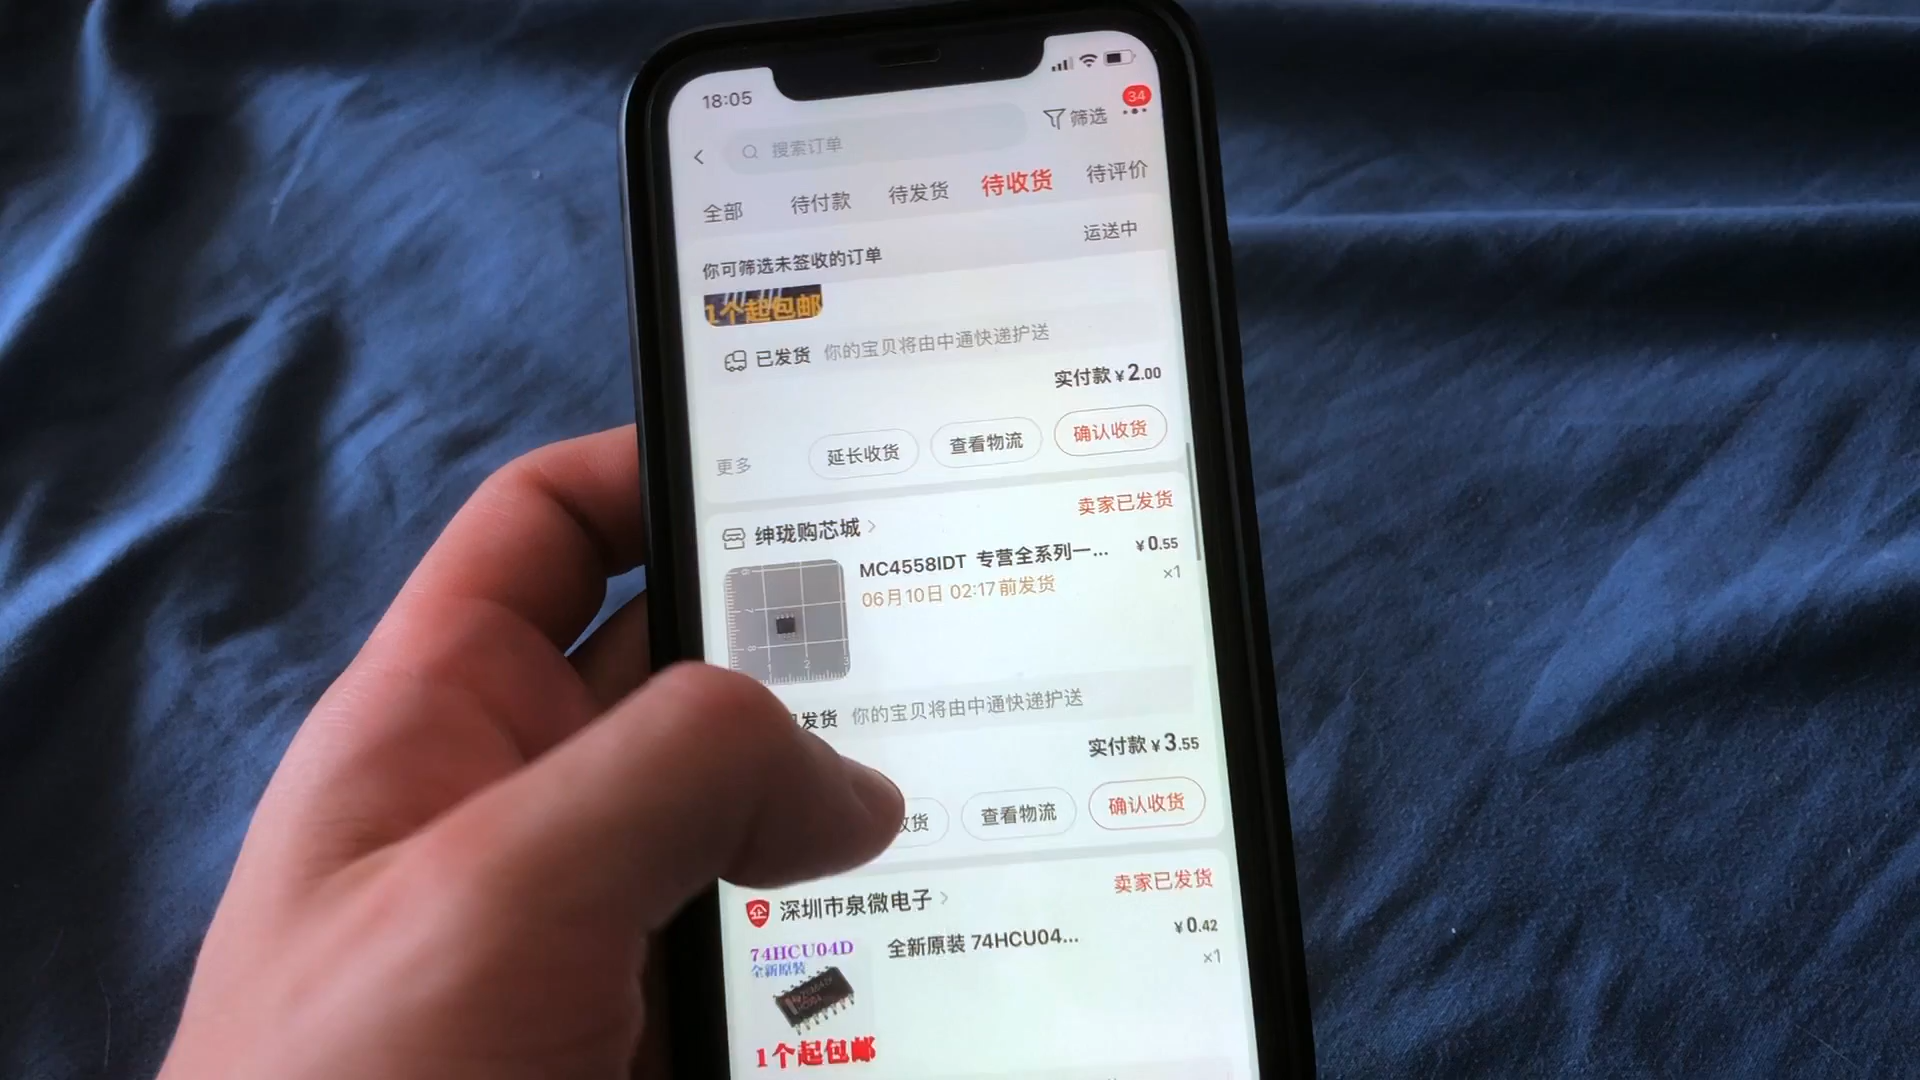 18:05
34
搜索订单
筛选
全部 待付款 待发货 待收货 待评价
你可筛选未签收的订单 运送中
1个起包邮
已发货 你的宝贝将由中通快递护送
实付款 ¥2.00
更多 延长收货 查看物流 确认收货
绅珑购芯城 卖家已发货
MC4558IDT 专营全系列一... ¥0.55
06月10日 02:17前发货 ×1
发货 你的宝贝将由中通快递护送
实付款 ¥3.55
收货 查看物流 确认收货
深圳市泉微电子 卖家已发货
74HCU04D
全新原装
全新原装 74HCU04... ¥0.42
×1
1个起包邮